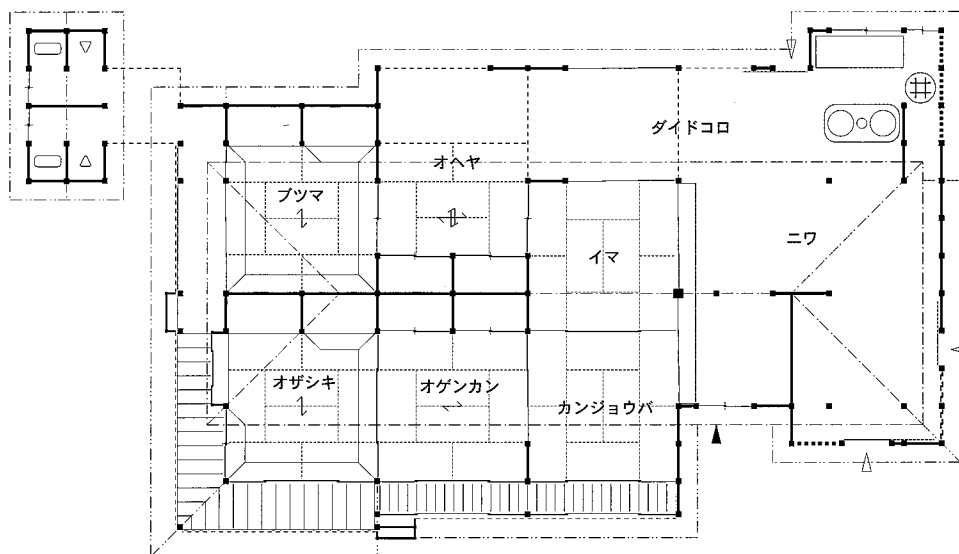 ダイドコロ
オヘヤ
ブツマ
ニワ
イマ
オザシキ
オゲンカン
カンジョウバ